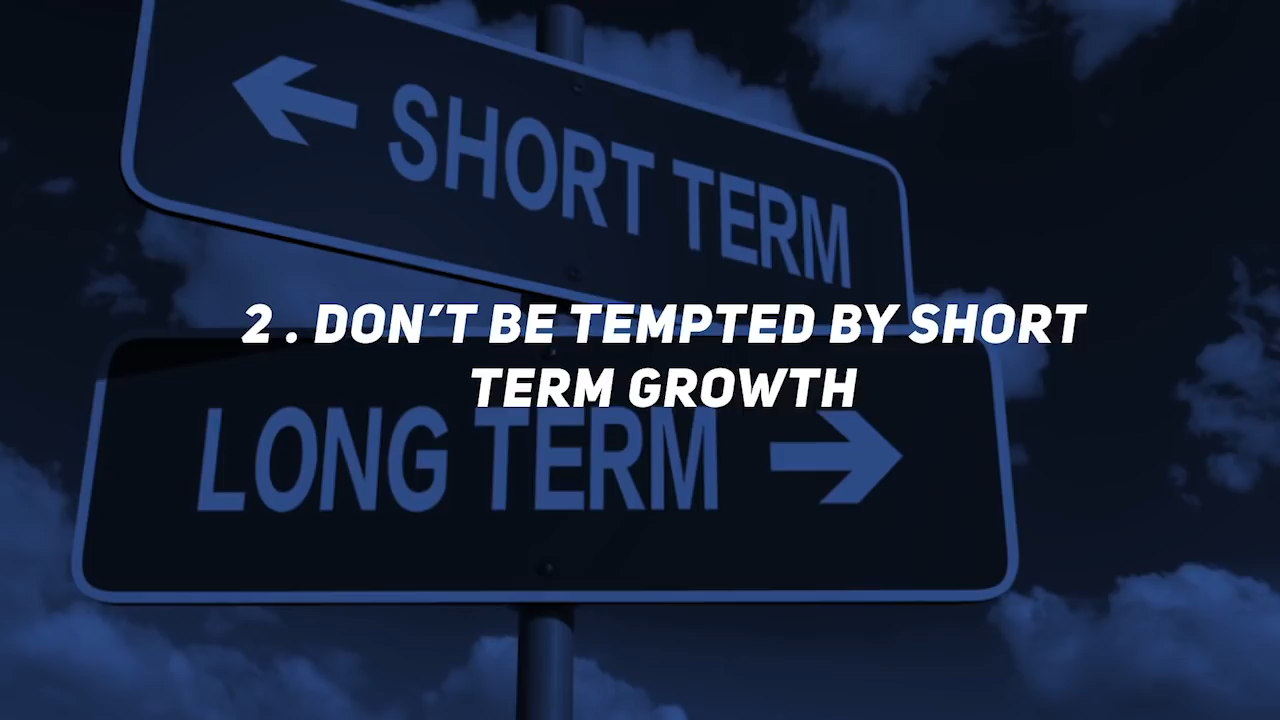 SHORT TERM
2 . DON’T BE TEMPTED BY SHORT
TERM GROWTH
LONG TERM